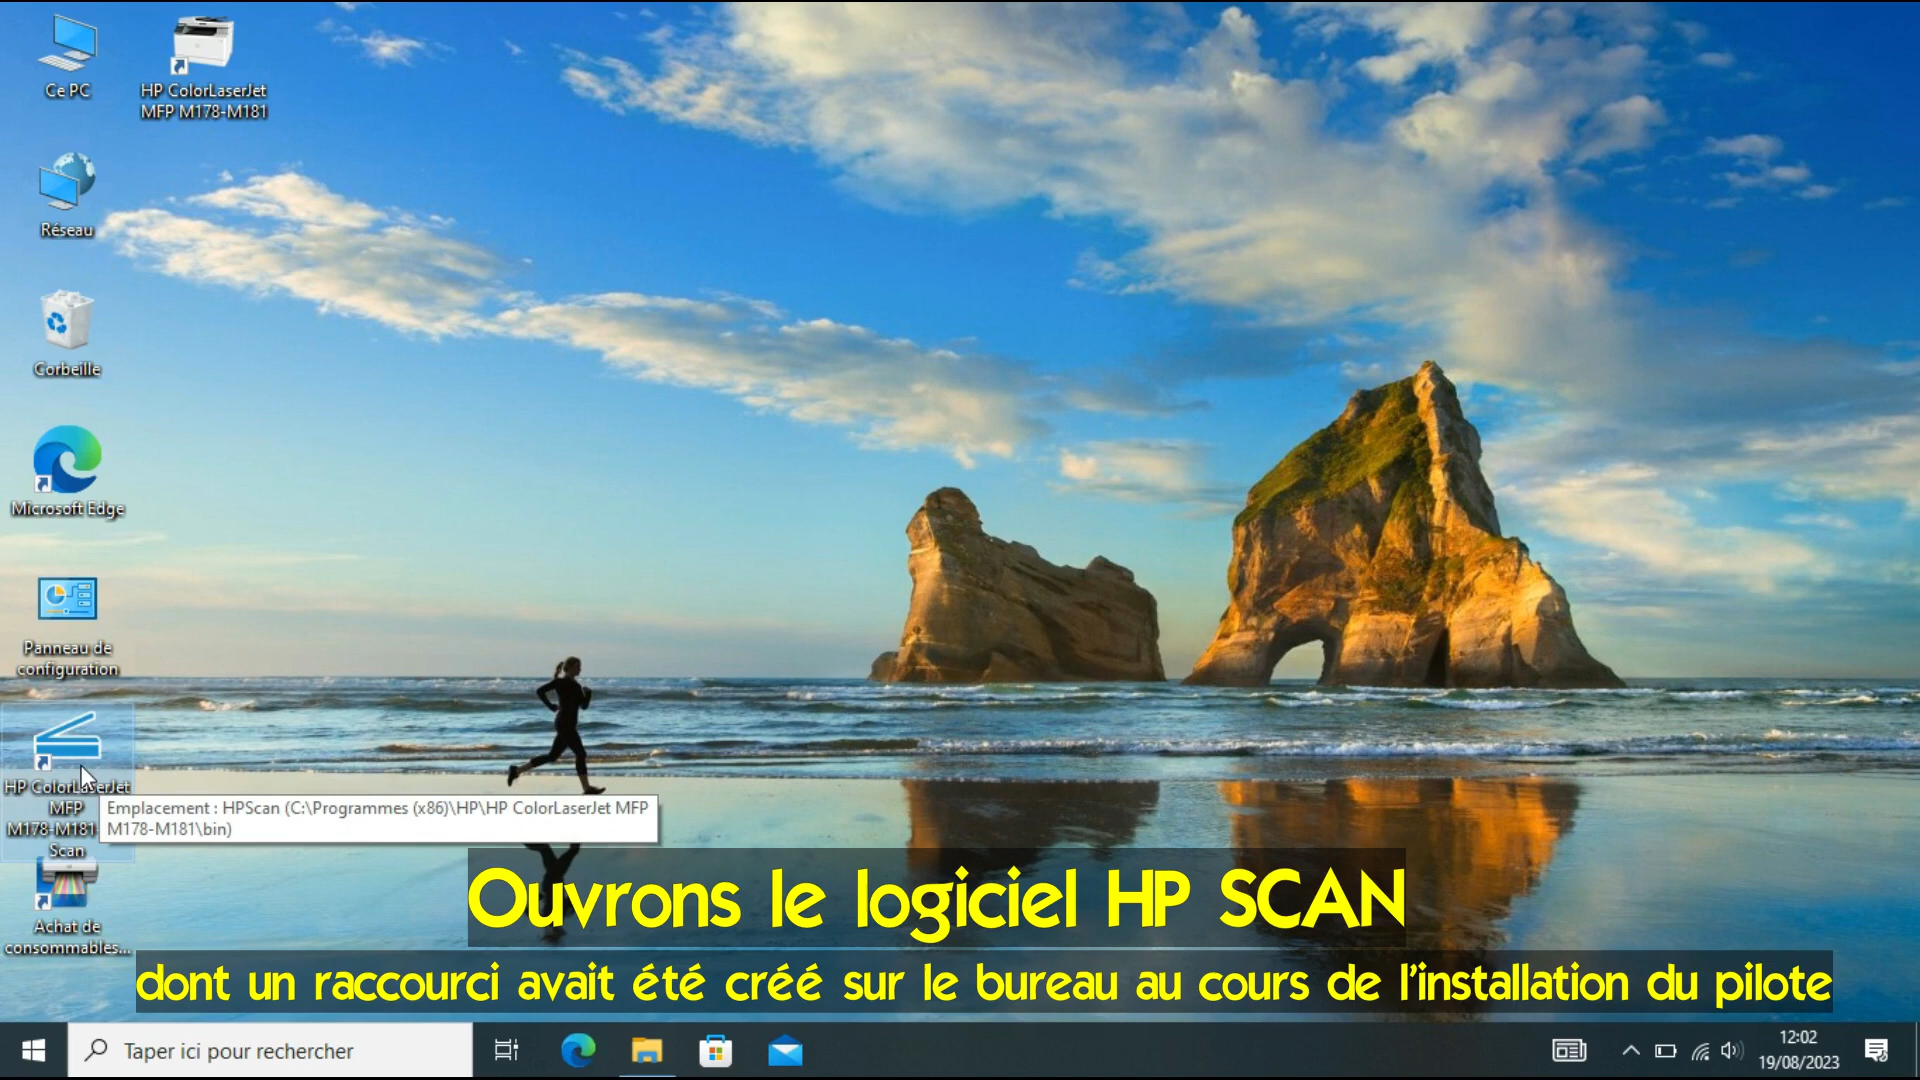 Ce PC
HP ColorLaserJet
MFP M178-M181
Réseau
Corbeille
Microsoft Edge
Panneau de
configuration
HP ColorLaserJet
MFP
M178-M181
Scan
Emplacement : HPScan (C:\Programmes (x86)\HP\HP ColorLaserJet MFP
M178-M181\bin)
Achat de
consommables...
Ouvrons le logiciel HP SCAN
dont un raccourci avait été créé sur le bureau au cours de l'installation du pilote
Taper ici pour rechercher
12:02
19/08/2023